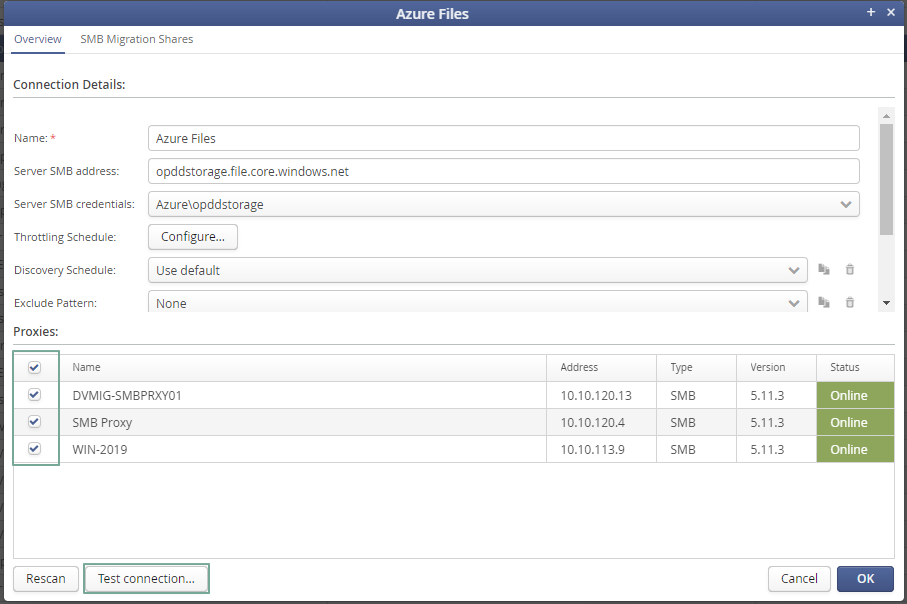 Azure Files
Overview SMB Migration Shares
Connection Details:
Name: * Azure Files
Server SMB address: opddstorage.file.core.windows.net
Server SMB credentials: Azure\opddstorage
Throttling Schedule: Configure...
Discovery Schedule: Use default
Exclude Pattern: None
Proxies:
Name Address Type Version Status
DVMIG-SMBPRXY01 10.10.120.13 SMB 5.11.3 Online
SMB Proxy 10.10.120.4 SMB 5.11.3 Online
WIN-2019 10.10.113.9 SMB 5.11.3 Online
Rescan Test connection... Cancel OK